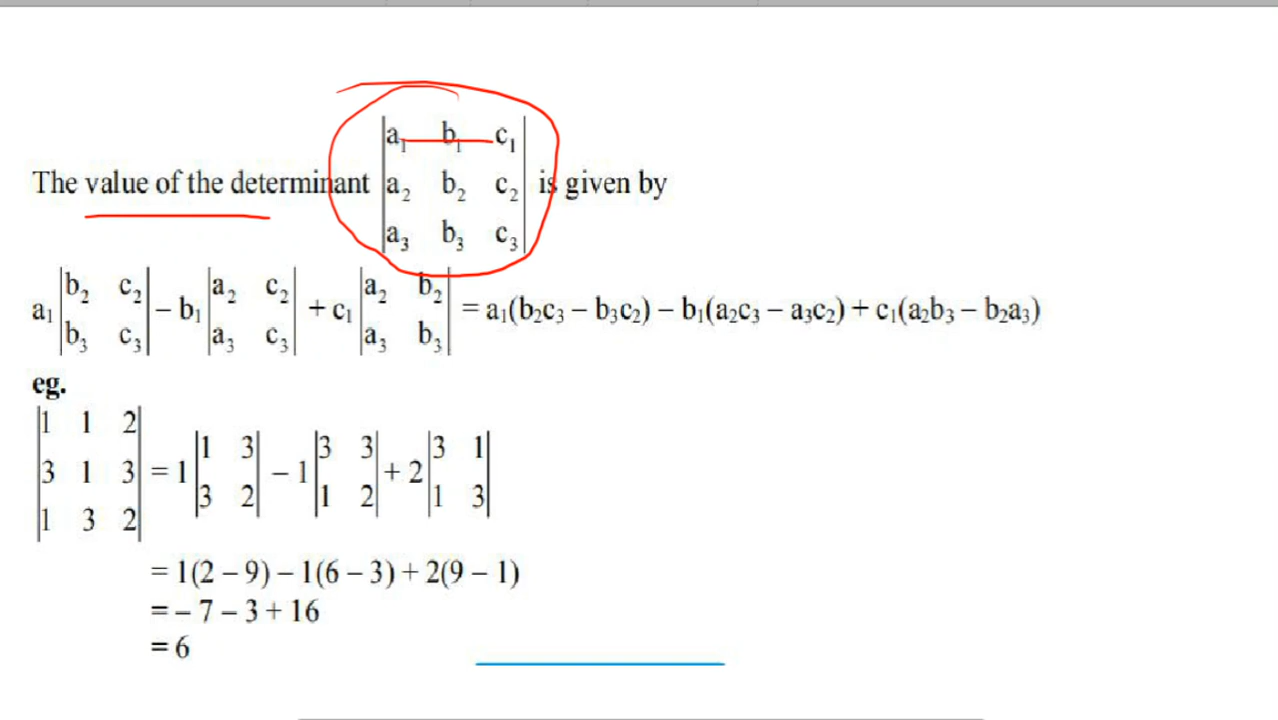 a₁ b₁ c₁
The value of the determinant a₂ b₂ c₂ is given by
a₃ b₃ c₃
a₁ |b₂ c₂| − b₁ |a₂ c₂| + c₁ |a₂ b₂| = a₁(b₂c₃ − b₃c₂) − b₁(a₂c₃ − a₃c₂) + c₁(a₂b₃ − b₂a₃)
|b₃ c₃| |a₃ c₃| |a₃ b₃|
eg.
|1 1 2|
|3 1 3| = 1 |1 3| − 1 |3 3| + 2 |3 1|
|1 3 2| |3 2| |1 2| |1 3|
= 1(2 – 9) – 1(6 – 3) + 2(9 – 1)
= – 7 – 3 + 16
= 6